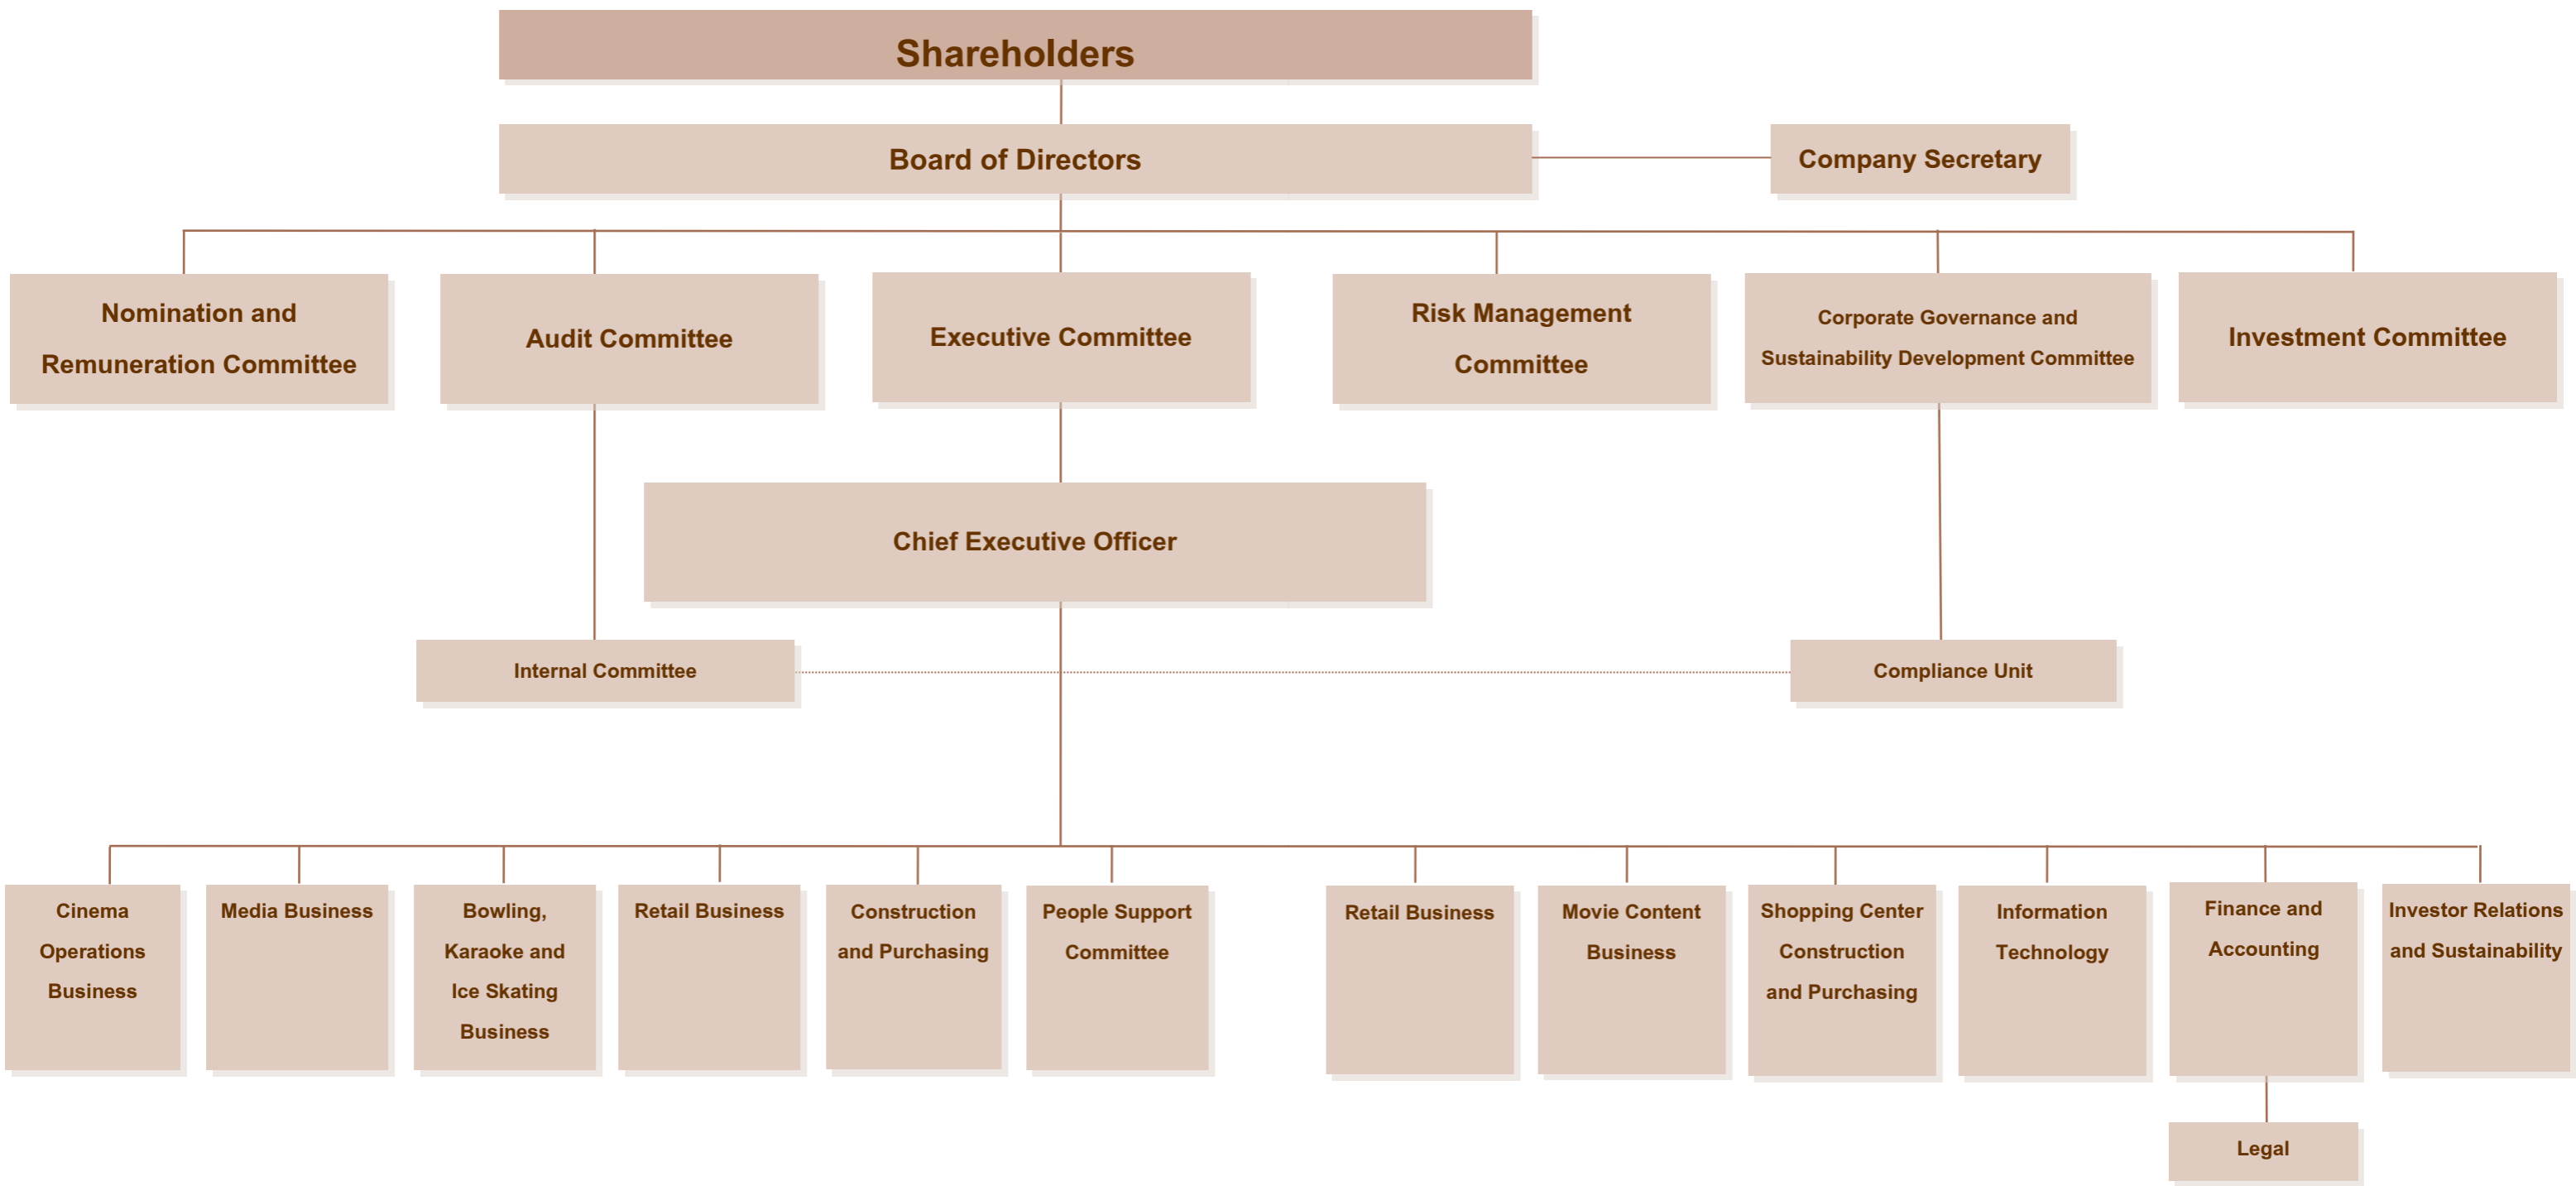 Shareholders
Board of Directors
Company Secretary
Nomination and
Remuneration Committee
Audit Committee
Executive Committee
Risk Management
Committee
Corporate Governance and
Sustainability Development Committee
Investment Committee
Chief Executive Officer
Internal Committee
Compliance Unit
Cinema
Operations
Business
Media Business
Bowling,
Karaoke and
Ice Skating
Business
Retail Business
Construction
and Purchasing
People Support
Committee
Retail Business
Movie Content
Business
Shopping Center
Construction
and Purchasing
Information
Technology
Finance and
Accounting
Investor Relations
and Sustainability
Legal